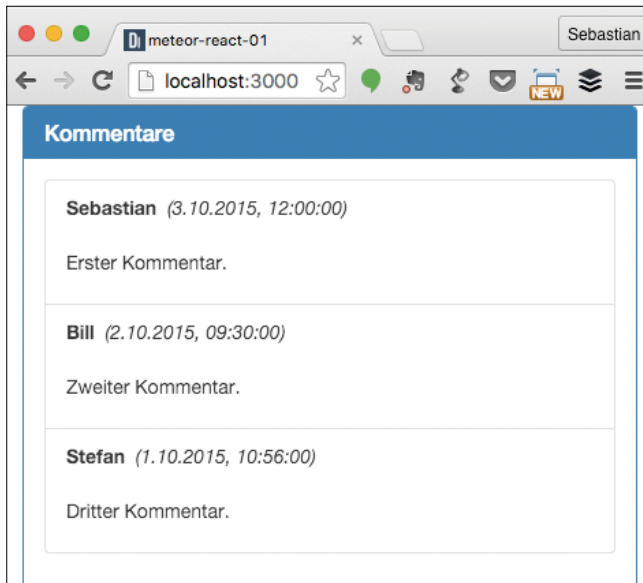 DI meteor-react-01
Sebastian
localhost:3000
NEW
Kommentare
Sebastian (3.10.2015, 12:00:00)
Erster Kommentar.
Bill (2.10.2015, 09:30:00)
Zweiter Kommentar.
Stefan (1.10.2015, 10:56:00)
Dritter Kommentar.